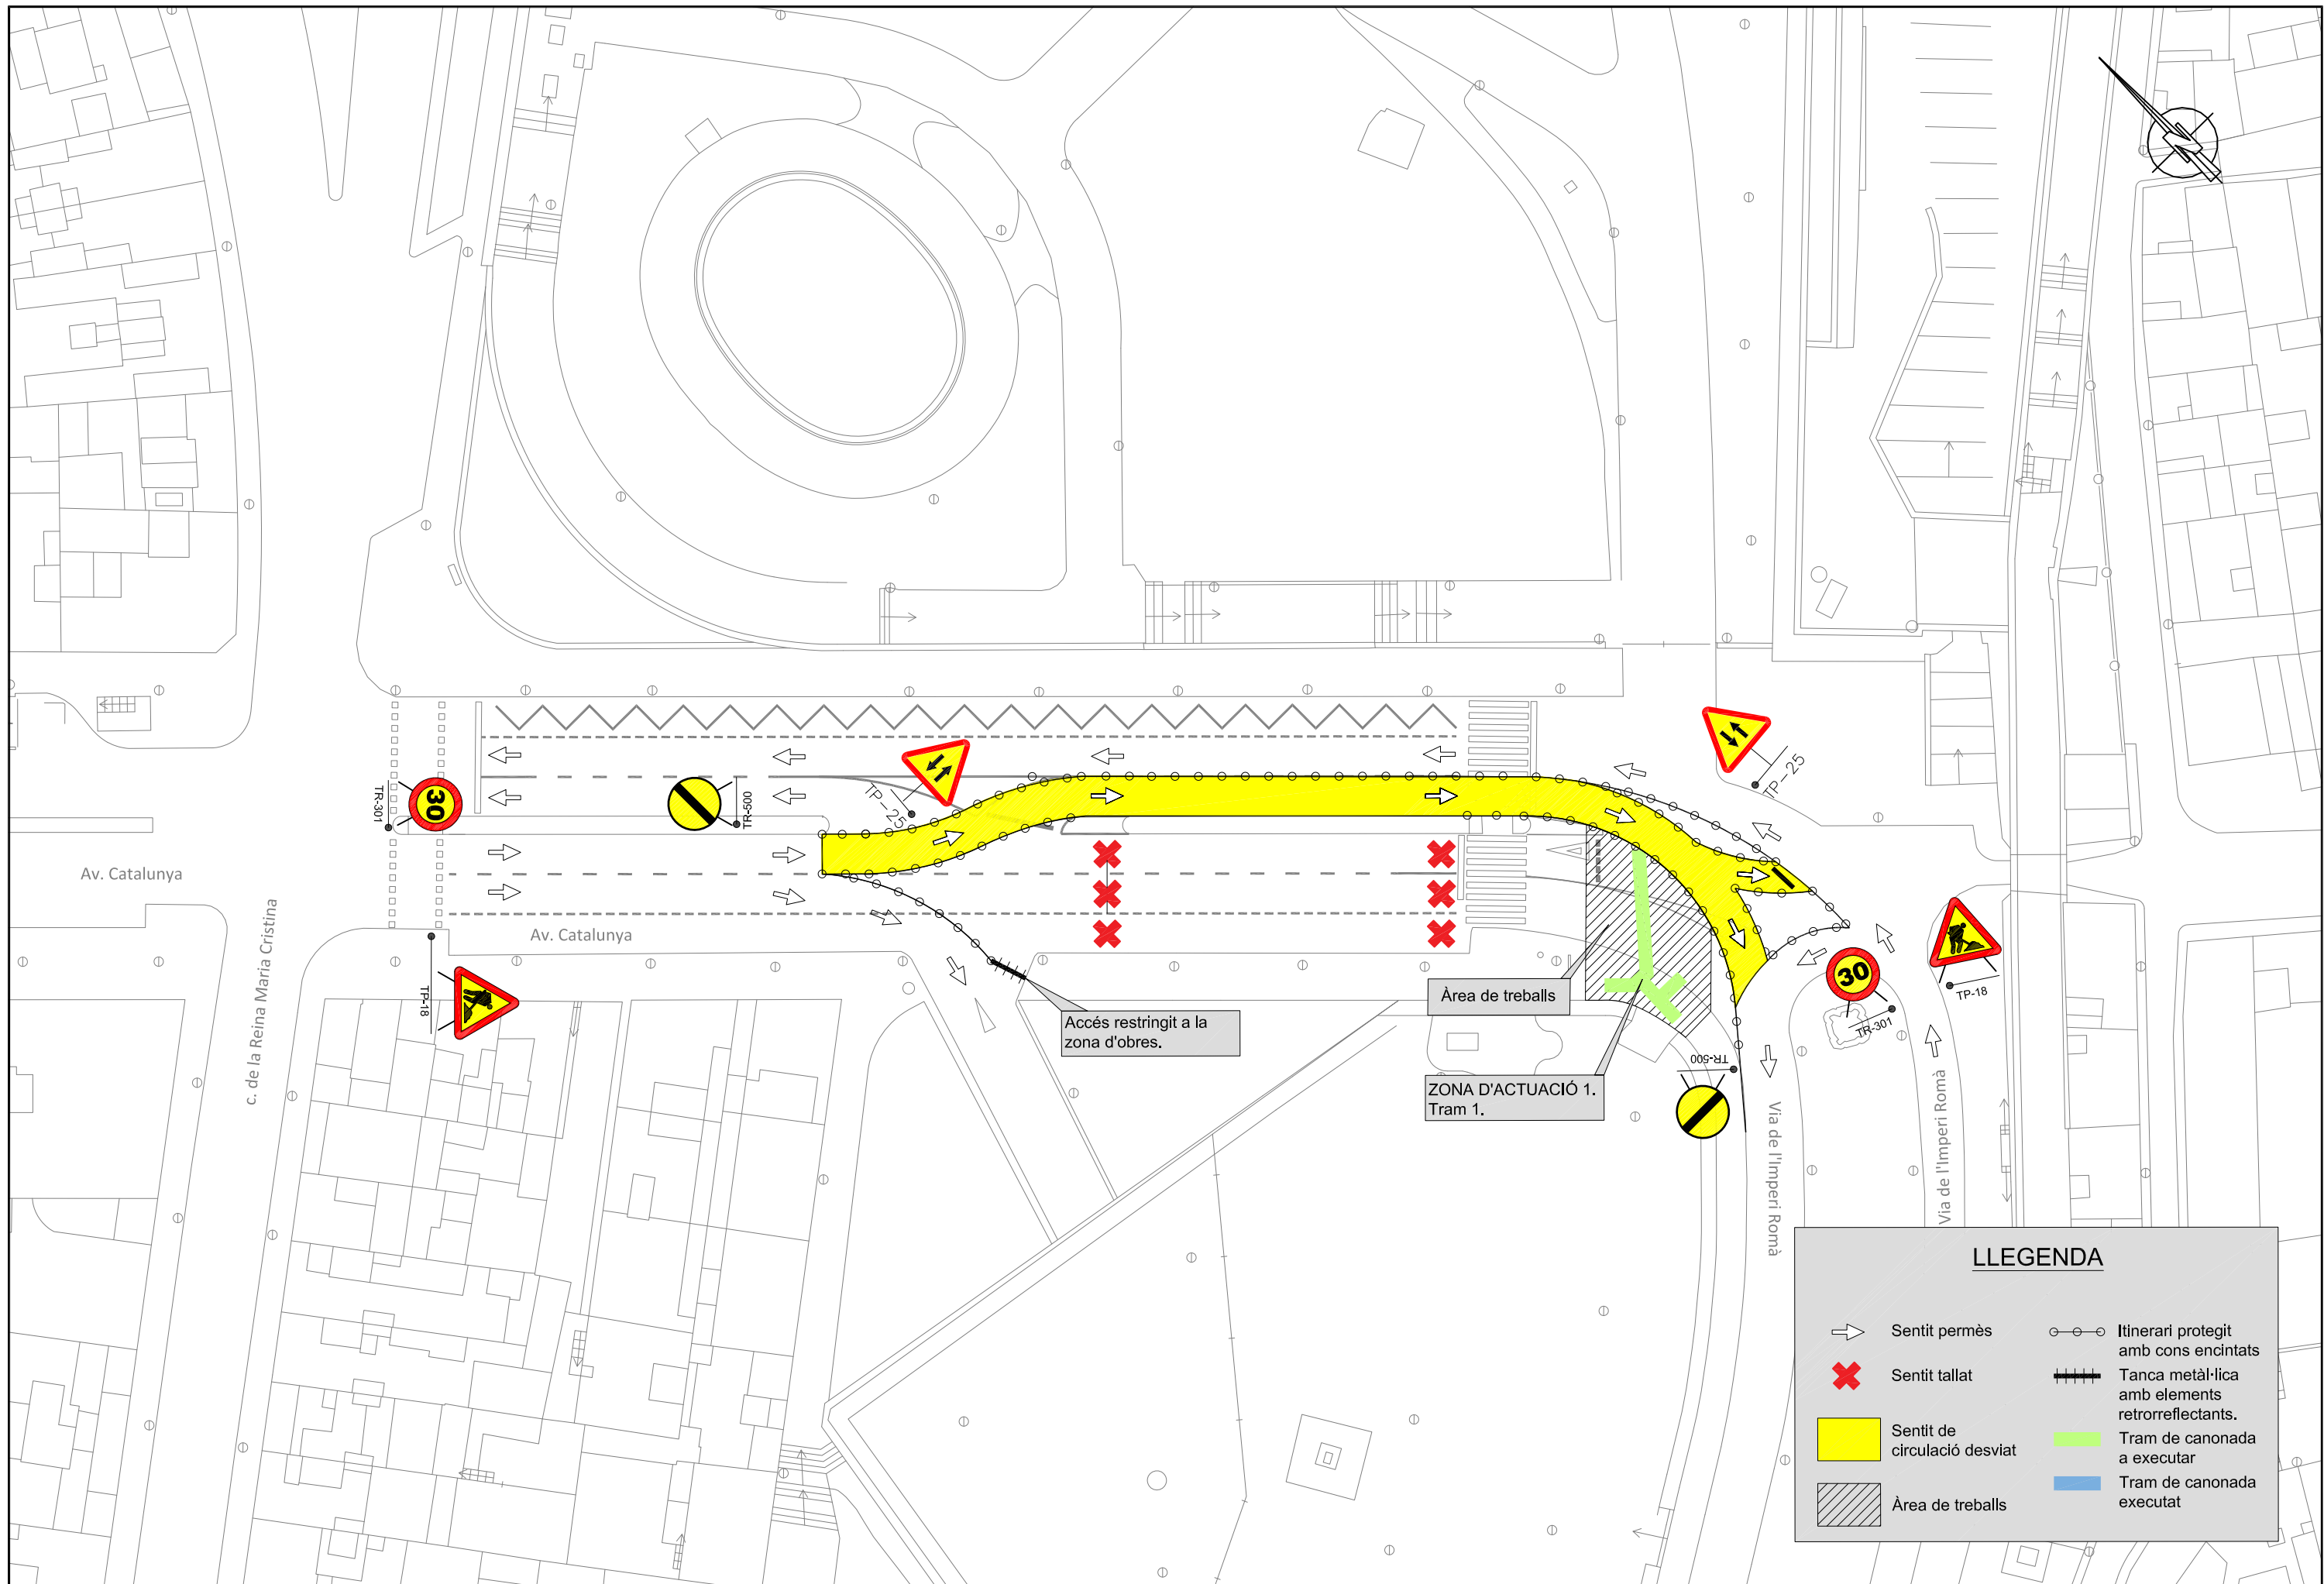 TR-301
30
TR-500
TP-25
TP-25
Av. Catalunya
Av. Catalunya
c. de la Reina Maria Cristina
TP-18
Accés restringit a la
zona d'obres.
Àrea de treballs
ZONA D'ACTUACIÓ 1.
Tram 1.
TR-500
30
TR-301
TP-18
Via de l'Imperi Romà
Via de l'Imperi Romà
LLEGENDA
Sentit permès
Sentit tallat
Sentit de
circulació desviat
Àrea de treballs
Itinerari protegit
amb cons encintats
Tanca metàl·lica
amb elements
retrorreflectants.
Tram de canonada
a executar
Tram de canonada
executat